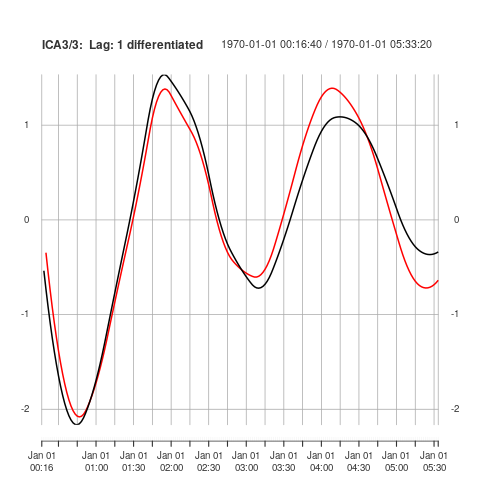 ICA3/3: Lag: 1 differentiated 1970-01-01 00:16:40 / 1970-01-01 05:33:20
1 1
0 0
-1 -1
-2 -2
Jan 01 Jan 01 Jan 01 Jan 01 Jan 01 Jan 01 Jan 01 Jan 01 Jan 01 Jan 01 Jan 01
00:16 01:00 01:30 02:00 02:30 03:00 03:30 04:00 04:30 05:00 05:30